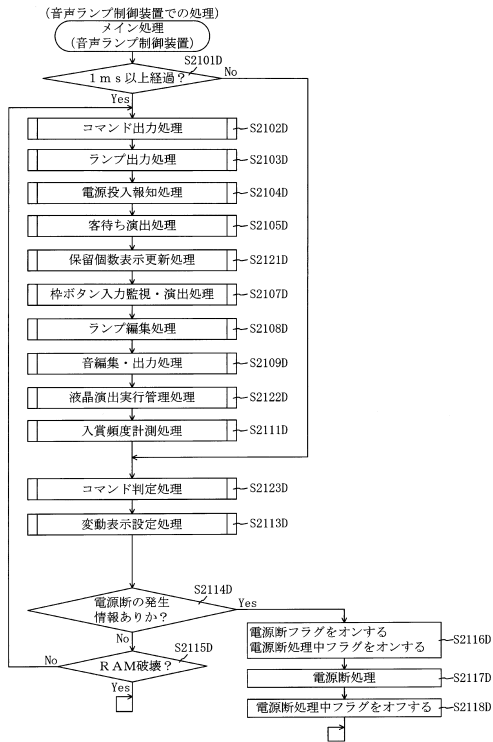 (音声ランプ制御装置での処理)
メイン処理
(音声ランプ制御装置)
S2101D
1ms以上経過?
No
Yes
コマンド出力処理
S2102D
ランプ出力処理
S2103D
電源投入報知処理
S2104D
客待ち演出処理
S2105D
保留個数表示更新処理
S2121D
枠ボタン入力監視・演出処理
S2107D
ランプ編集処理
S2108D
音編集・出力処理
S2109D
液晶演出実行管理処理
S2122D
入賞頻度計測処理
S2111D
コマンド判定処理
S2123D
変動表示設定処理
S2113D
S2114D
電源断の発生
情報ありか?
Yes
No
電源断フラグをオンする
電源断処理中フラグをオンする
S2116D
S2115D
No
RAM破壊?
Yes
電源断処理
S2117D
電源断処理中フラグをオフする
S2118D